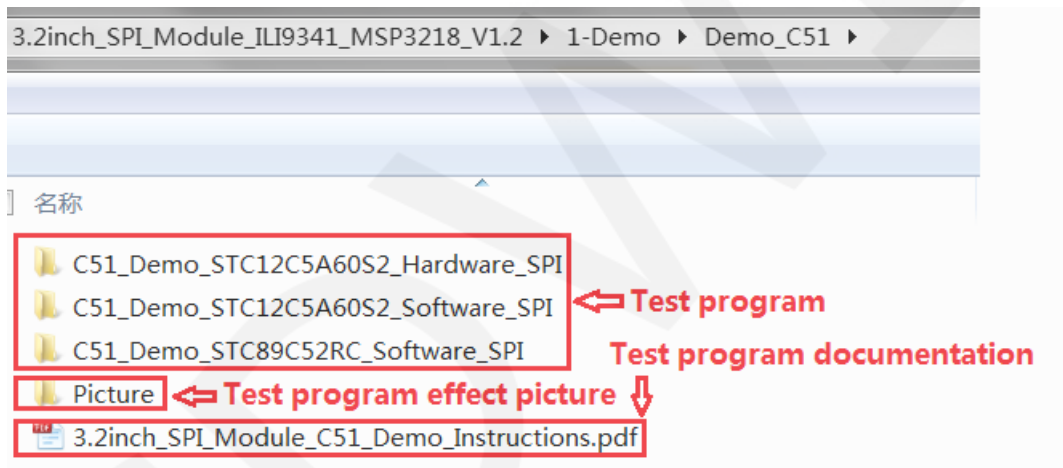 3.2inch_SPI_Module_ILI9341_MSP3218_V1.2 ▸ 1-Demo ▸ Demo_C51 ▸
名称
C51_Demo_STC12C5A60S2_Hardware_SPI
C51_Demo_STC12C5A60S2_Software_SPI
Test program
C51_Demo_STC89C52RC_Software_SPI
Test program documentation
Picture
Test program effect picture
3.2inch_SPI_Module_C51_Demo_Instructions.pdf